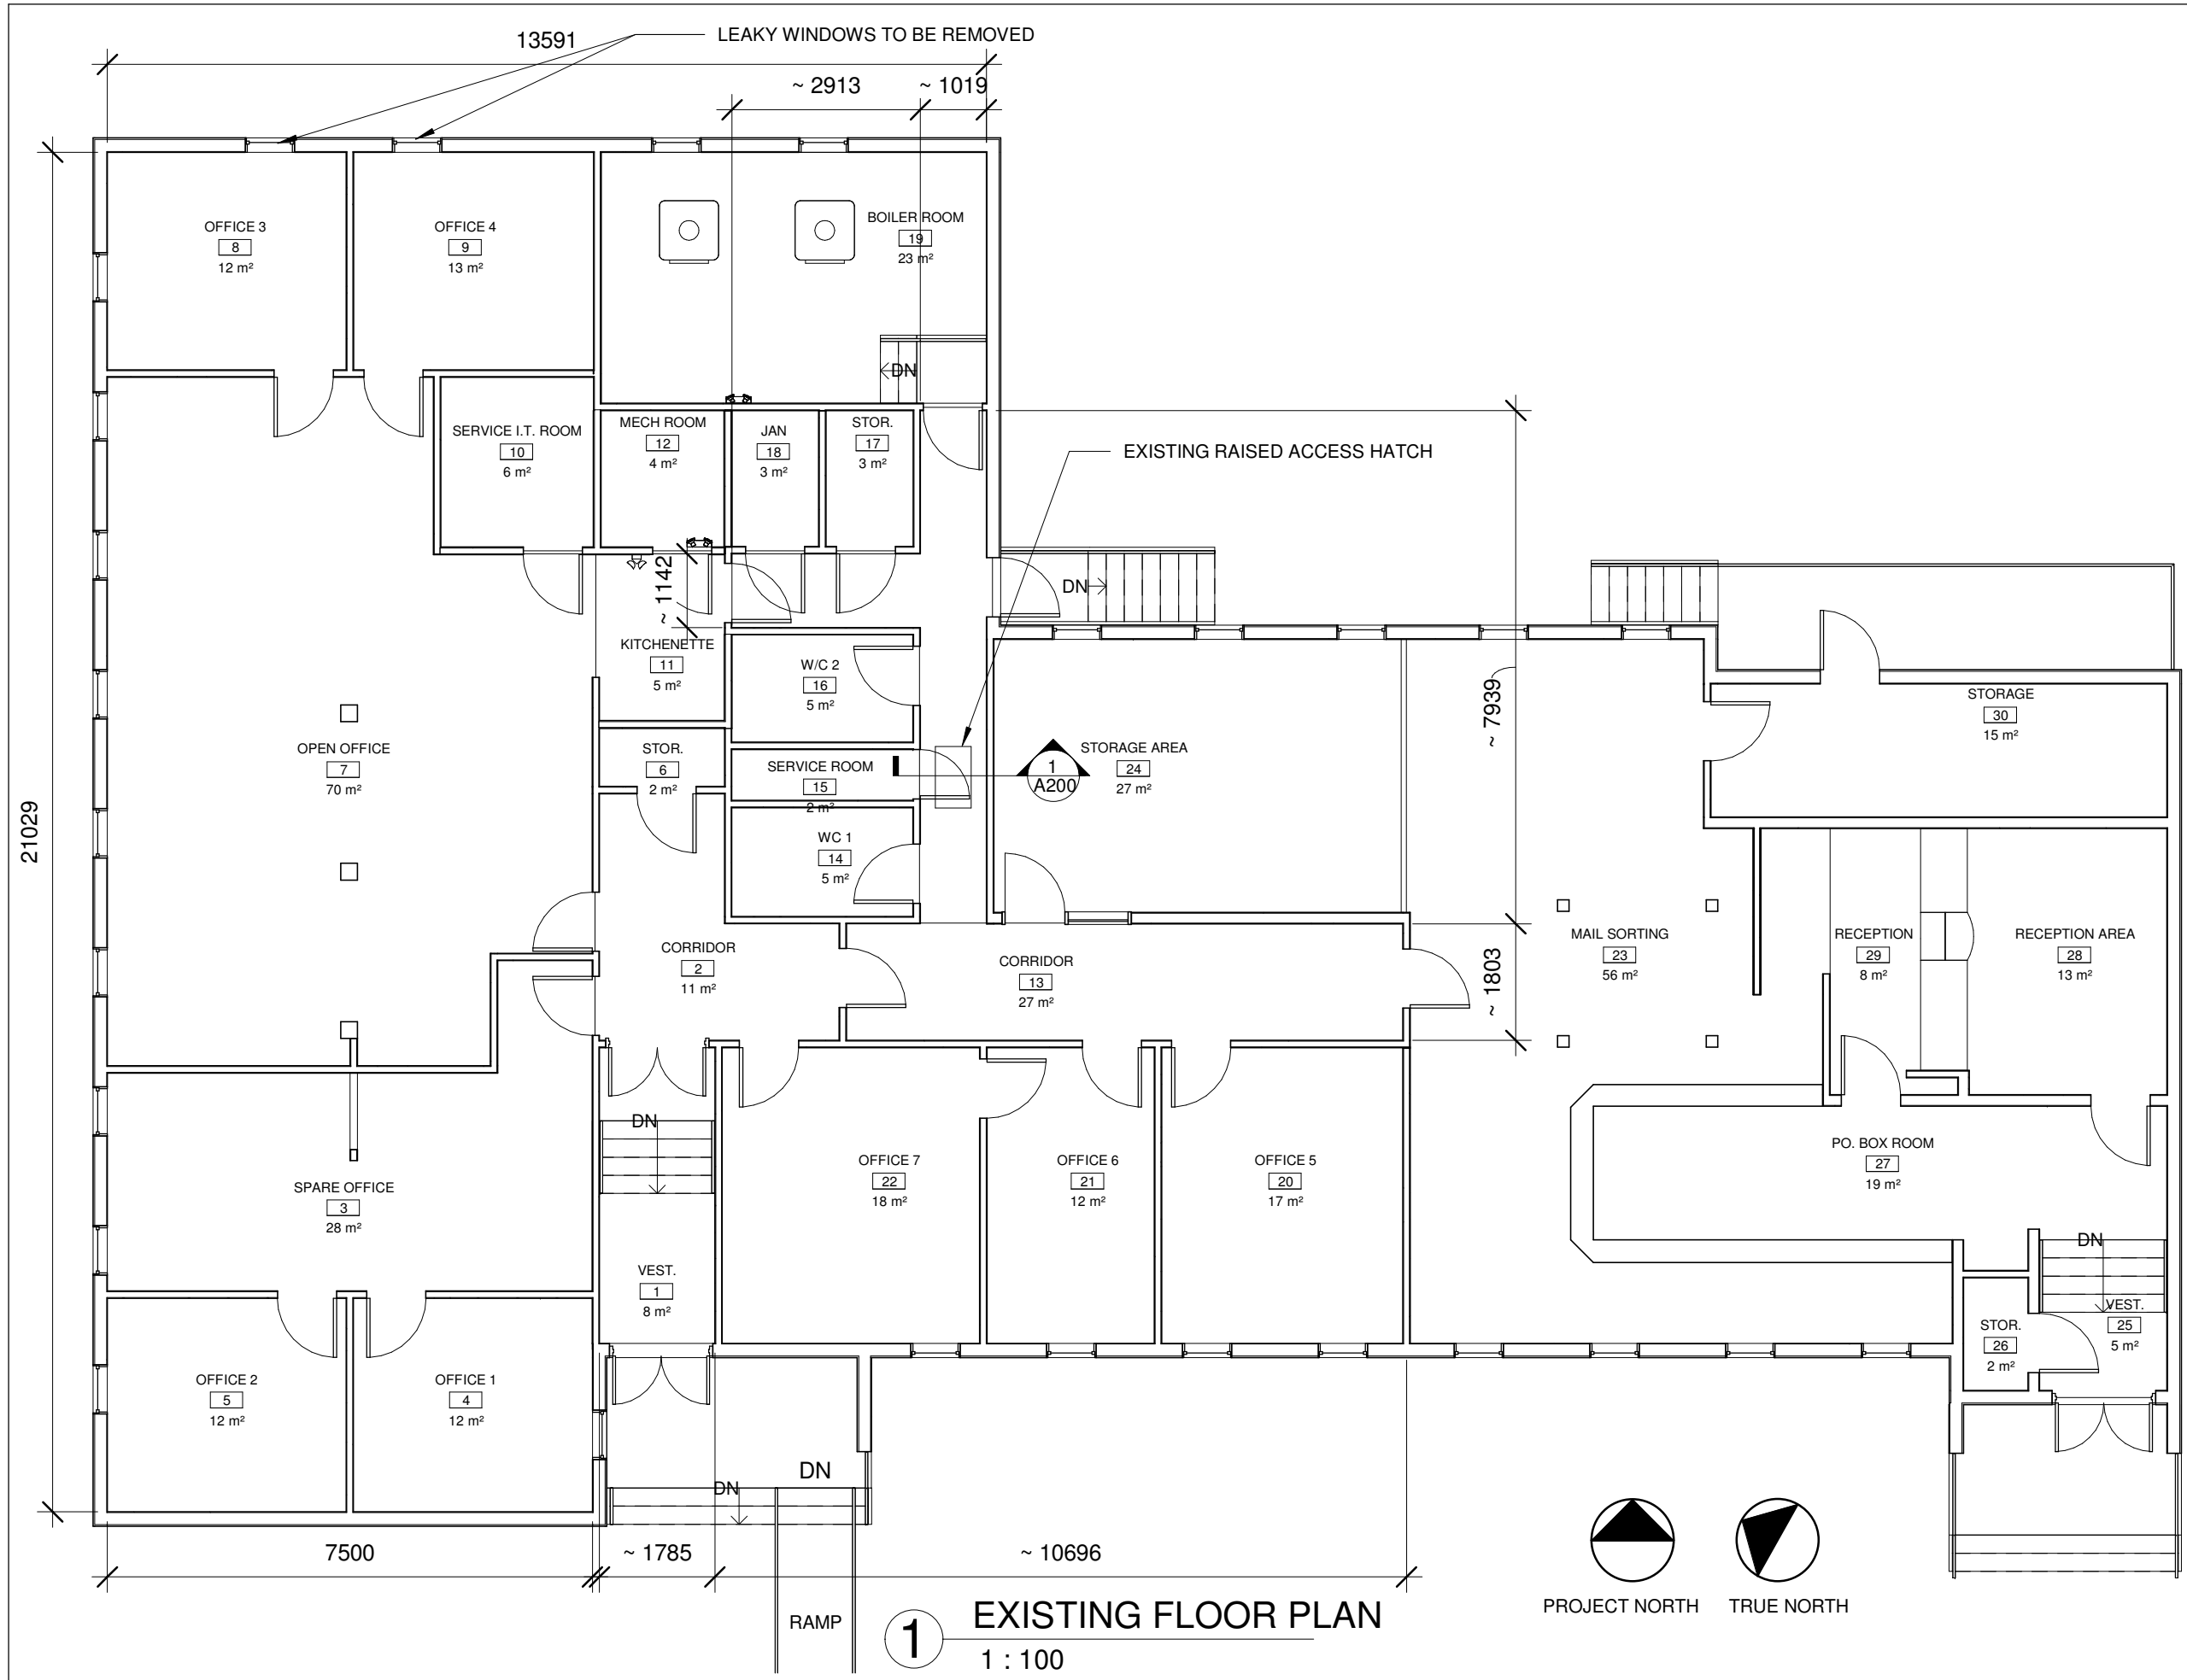 LEAKY WINDOWS TO BE REMOVED
13591
~ 2913
~ 1019
OFFICE 3
8
12 m²
OFFICE 4
9
13 m²
BOILER ROOM
19
23 m²
DN
SERVICE I.T. ROOM
10
6 m²
MECH ROOM
12
4 m²
JAN
18
3 m²
STOR.
17
3 m²
EXISTING RAISED ACCESS HATCH
~ 1142
DN
KITCHENETTE
11
5 m²
W/C 2
16
5 m²
~ 7939
STORAGE
30
15 m²
OPEN OFFICE
7
70 m²
STOR.
6
2 m²
SERVICE ROOM
15
2 m²
1
A200
STORAGE AREA
24
27 m²
21029
WC 1
14
5 m²
CORRIDOR
2
11 m²
CORRIDOR
13
27 m²
~ 1803
MAIL SORTING
23
56 m²
RECEPTION
29
8 m²
RECEPTION AREA
28
13 m²
DN
SPARE OFFICE
3
28 m²
OFFICE 7
22
18 m²
OFFICE 6
21
12 m²
OFFICE 5
20
17 m²
PO. BOX ROOM
27
19 m²
DN
VEST.
1
8 m²
VEST.
25
5 m²
STOR.
26
2 m²
OFFICE 2
5
12 m²
OFFICE 1
4
12 m²
DN
DN
7500
~ 1785
~ 10696
RAMP
1
EXISTING FLOOR PLAN
1 : 100
PROJECT NORTH
TRUE NORTH